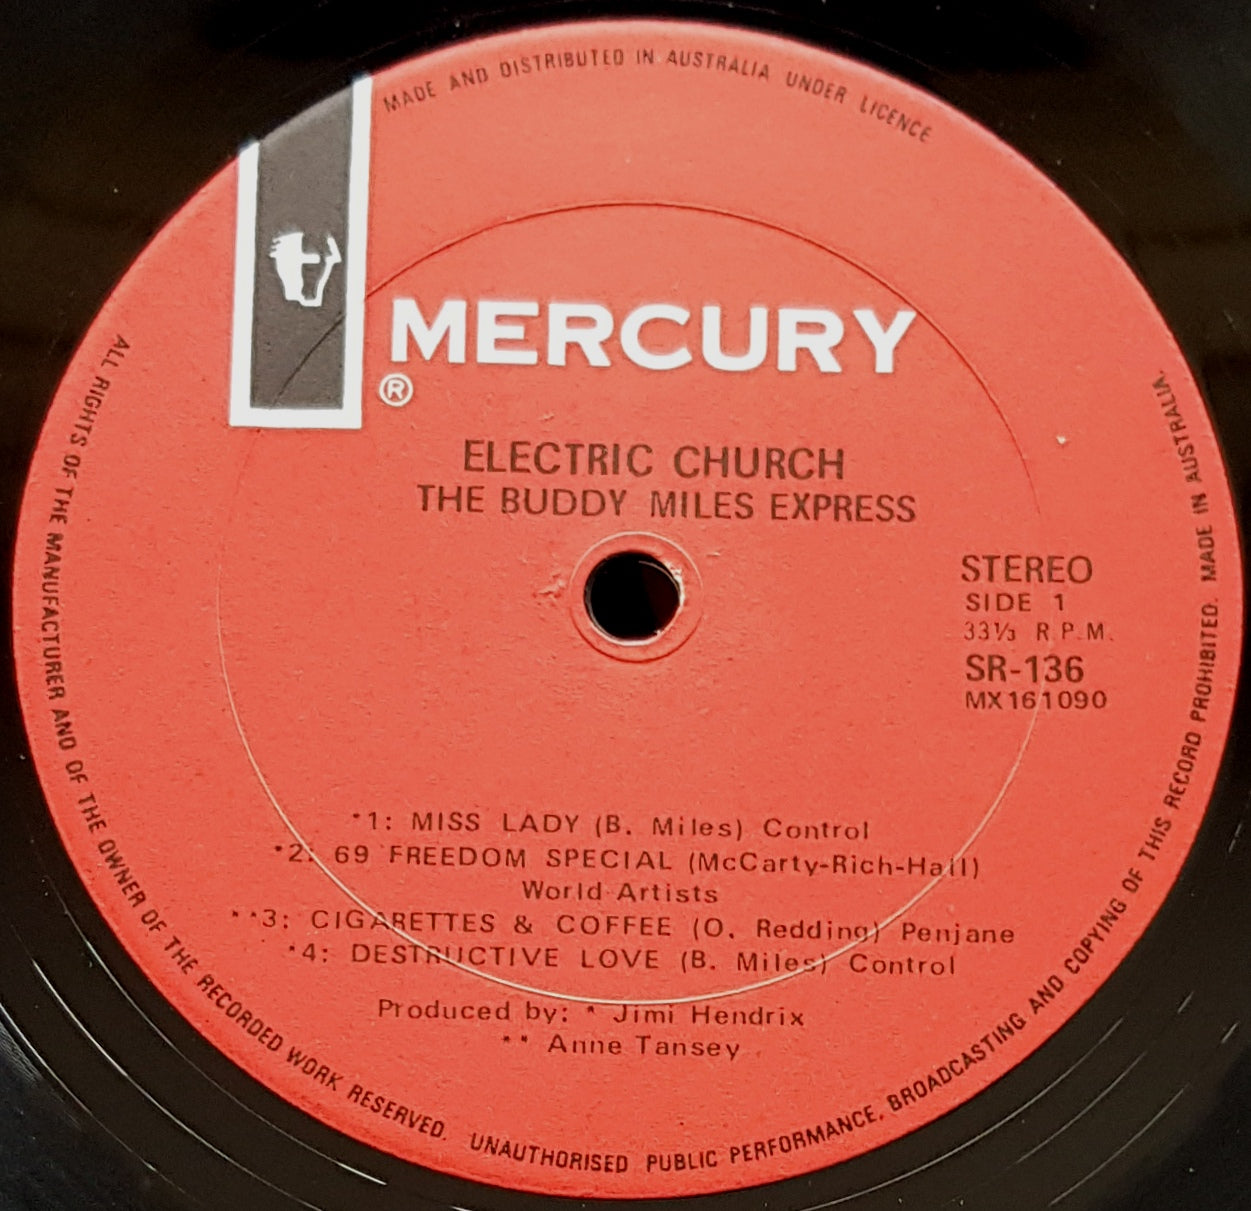 MADE AND DISTRIBUTED IN AUSTRALIA UNDER LICENCE
MERCURY
®
ELECTRIC CHURCH
THE BUDDY MILES EXPRESS
STEREO
SIDE 1
33⅓ R.P.M.
SR-136
MX161090
*1: MISS LADY (B. Miles) Control
*2: 69 FREEDOM SPECIAL (McCarty-Rich-Hall)
World Artists
**3: CIGARETTES & COFFEE (O. Redding) Penjane
*4: DESTRUCTIVE LOVE (B. Miles) Control
Produced by: * Jimi Hendrix
** Anne Tansey
ALL RIGHTS OF THE MANUFACTURER AND OF THE OWNER OF THE RECORDED WORK RESERVED. UNAUTHORISED PUBLIC PERFORMANCE, BROADCASTING AND COPYING OF THIS RECORD PROHIBITED. MADE IN AUSTRALIA.